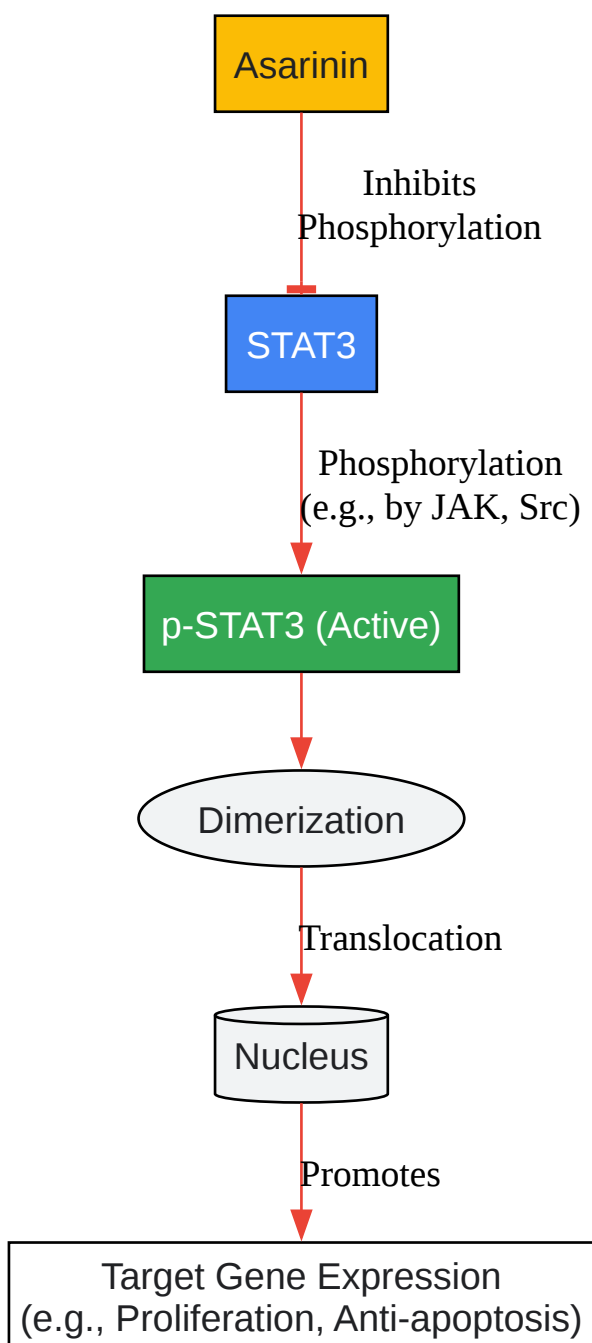 Asarinin
Inhibits
Phosphorylation
STAT3
Phosphorylation
(e.g., by JAK, Src)
p-STAT3 (Active)
Dimerization
Translocation
Nucleus
Promotes
Target Gene Expression
(e.g., Proliferation, Anti-apoptosis)